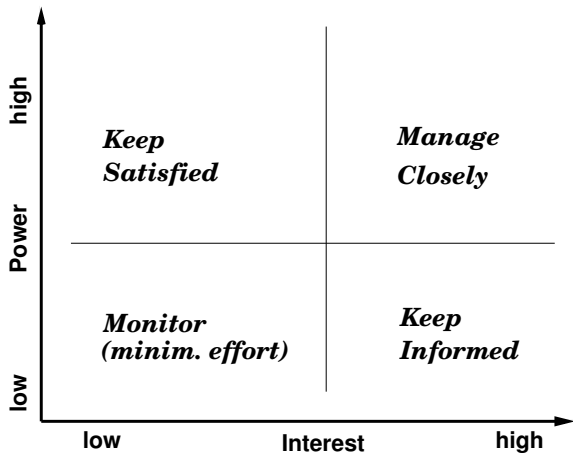 high
Keep
Satisfied
Manage
Closely
Power
Monitor
(minim. effort)
Keep
Informed
low
low
Interest
high